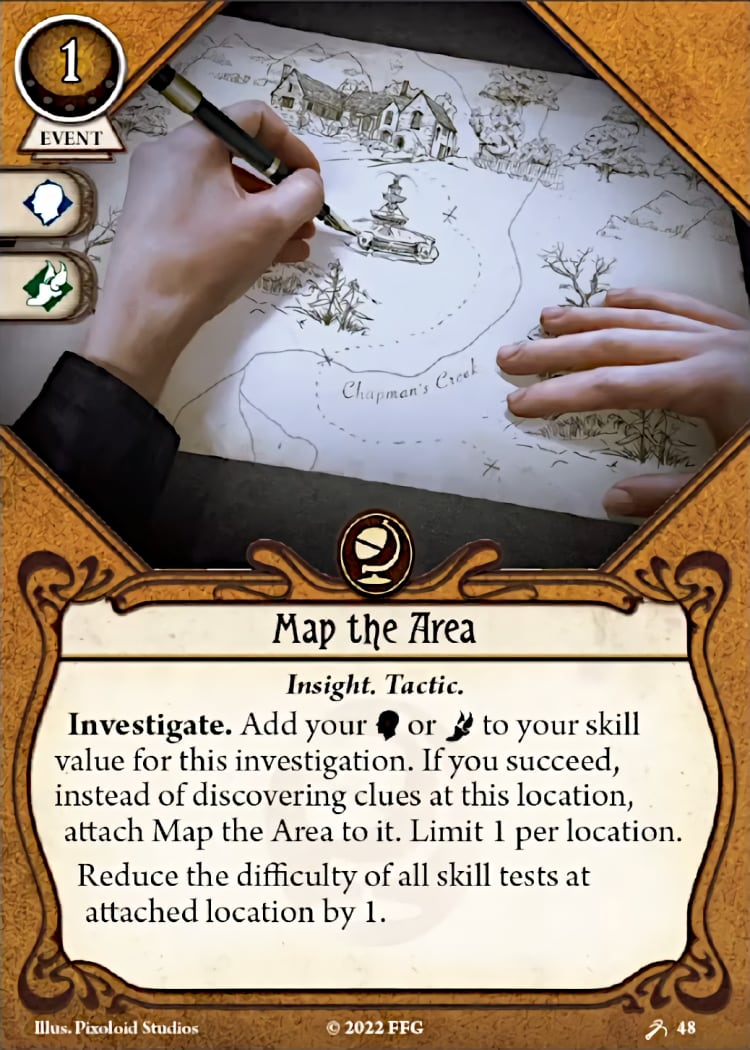 1
EVENT
Chapman's Creek
Map the Area
Insight. Tactic.
Investigate. Add your or to your skill
value for this investigation. If you succeed,
instead of discovering clues at this location,
attach Map the Area to it. Limit 1 per location.
Reduce the difficulty of all skill tests at
attached location by 1.
Illus. Pixoloid Studios
© 2022 FFG
48